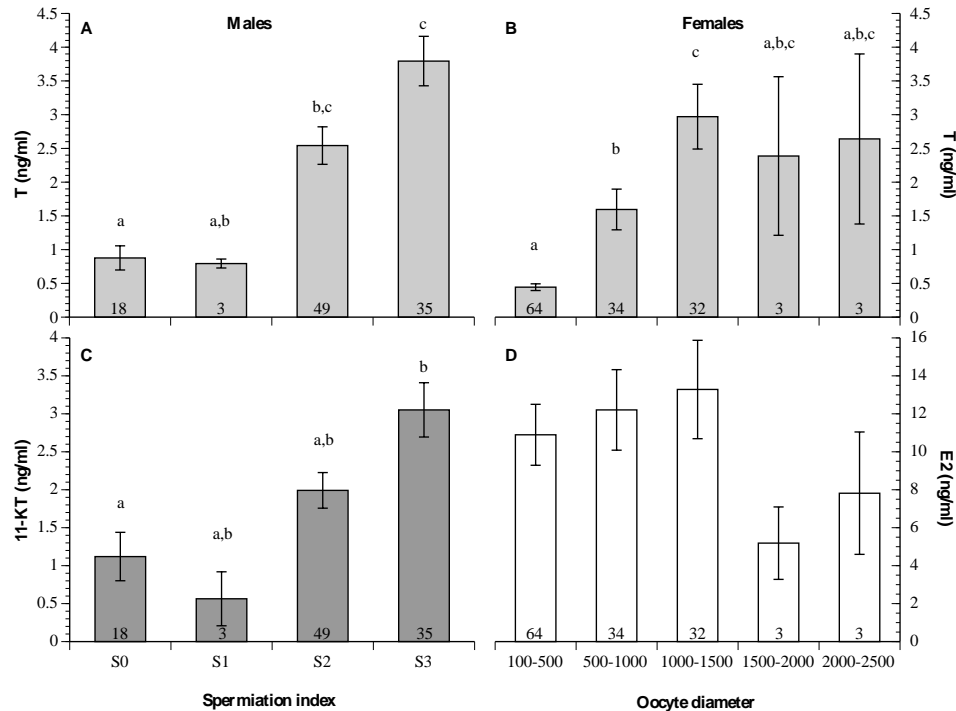 A
Males
4.5
4
3.5
3
2.5
2
1.5
1
0.5
0
T (ng/ml)
a
a,b
b,c
c
18
3
49
35
B
Females
4.5
4
3.5
3
2.5
2
1.5
1
0.5
0
T (ng/ml)
a
b
c
a,b,c
a,b,c
64
34
32
3
3
C
4
3.5
3
2.5
2
1.5
1
0.5
0
11-KT (ng/ml)
a
a,b
a,b
b
18
3
49
35
S0
S1
S2
S3
Spermiation index
D
16
14
12
10
8
6
4
2
0
E2 (ng/ml)
64
34
32
3
3
100-500
500-1000
1000-1500
1500-2000
2000-2500
Oocyte diameter